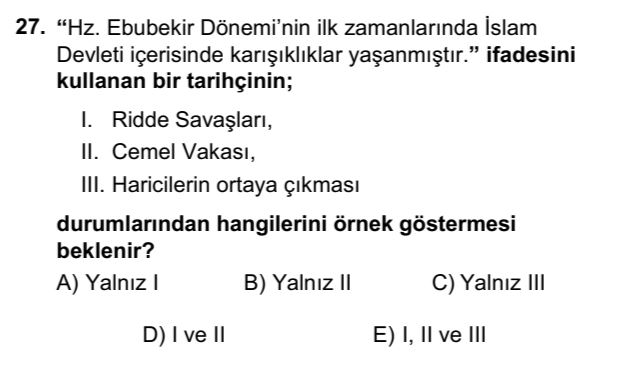 27. “Hz. Ebubekir Dönemi’nin ilk zamanlarında İslam
Devleti içerisinde karışıklıklar yaşanmıştır.” ifadesini
kullanan bir tarihçinin;
I. Ridde Savaşları,
II. Cemel Vakası,
III. Haricilerin ortaya çıkması
durumlarından hangilerini örnek göstermesi
beklenir?
A) Yalnız I B) Yalnız II C) Yalnız III
D) I ve II E) I, II ve III